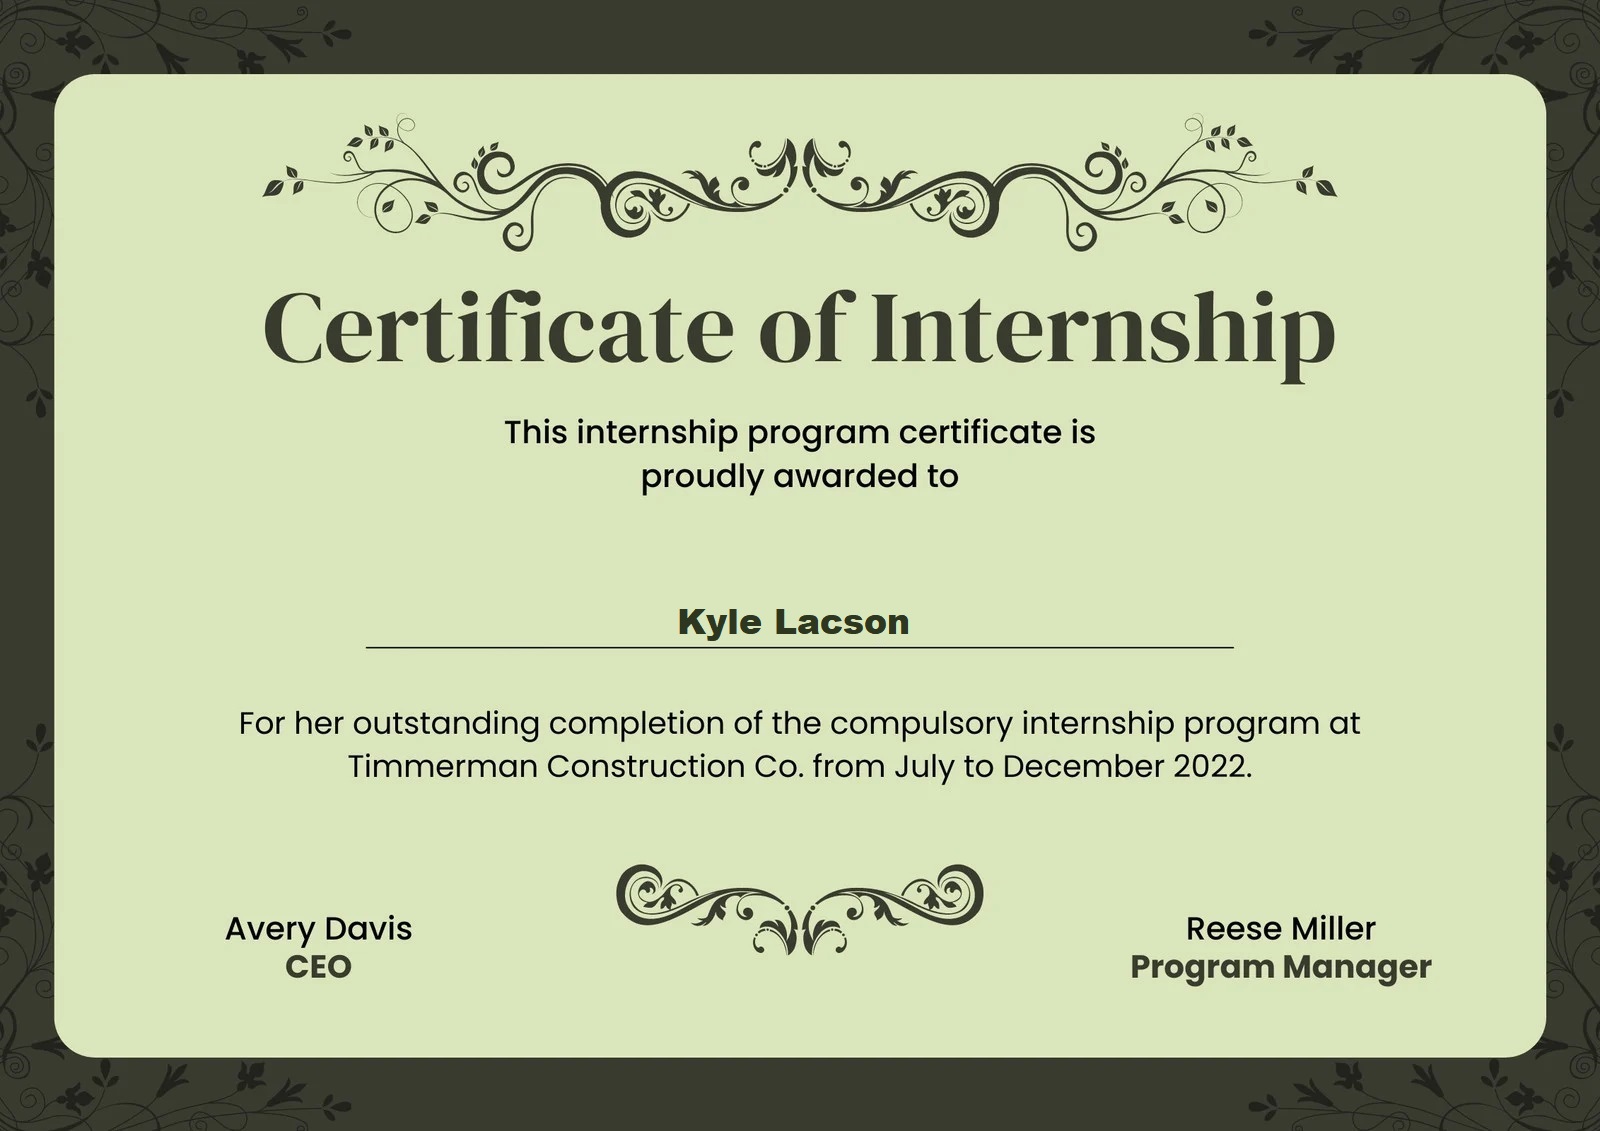 Certificate of Internship
This internship program certificate is
proudly awarded to
Kyle Lacson
For her outstanding completion of the compulsory internship program at
Timmerman Construction Co. from July to December 2022.
Avery Davis
CEO
Reese Miller
Program Manager